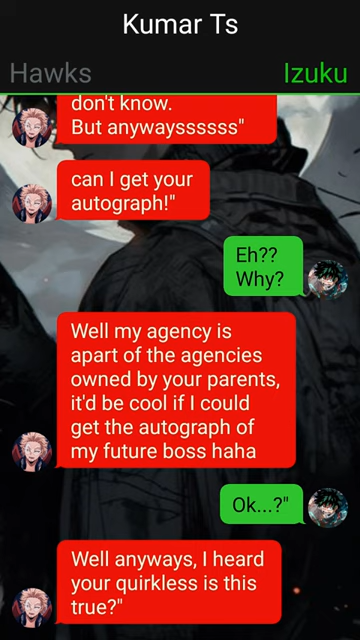 Kumar Ts
Hawks
Izuku
don't know.
But anywayssssss"
can I get your
autograph!"
Eh??
Why?
Well my agency is
apart of the agencies
owned by your parents,
it'd be cool if I could
get the autograph of
my future boss haha
Ok...?"
Well anyways, I heard
your quirkless is this
true?"